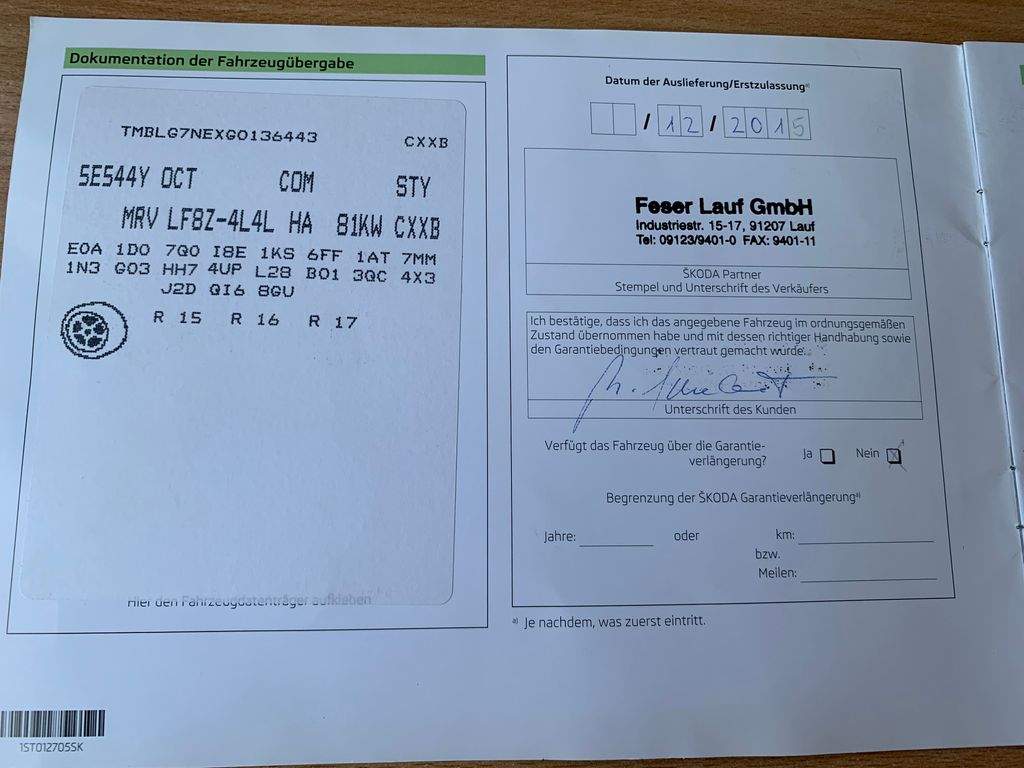 Dokumentation der Fahrzeugübergabe
TMBLG7NEXG0136443 CXXB
5E544Y OCT COM STY
MRV LF8Z-4L4L HA 81KW CXXB
E0A 1D0 7Q0 I8E 1KS 6FF 1AT 7MM
1N3 G03 HH7 4UP L28 B01 3QC 4X3
J2D QI6 8GU
R 15 R 16 R 17
Hier den Fahrzeugdatenträger aufkleben
1ST012705SK
Datum der Auslieferung/Erstzulassung a)
/ 12 / 2015
Feser Lauf GmbH
Industriestr. 15-17, 91207 Lauf
Tel: 09123/9401-0 FAX: 9401-11
ŠKODA Partner
Stempel und Unterschrift des Verkäufers
Ich bestätige, dass ich das angegebene Fahrzeug im ordnungsgemäßen
Zustand übernommen habe und mit dessen richtiger Handhabung sowie
den Garantiebedingungen vertraut gemacht wurde.
Unterschrift des Kunden
Verfügt das Fahrzeug über die Garantie-
verlängerung? Ja Nein
Begrenzung der ŠKODA Garantieverlängerung a)
Jahre: oder km:
bzw.
Meilen:
a) Je nachdem, was zuerst eintritt.